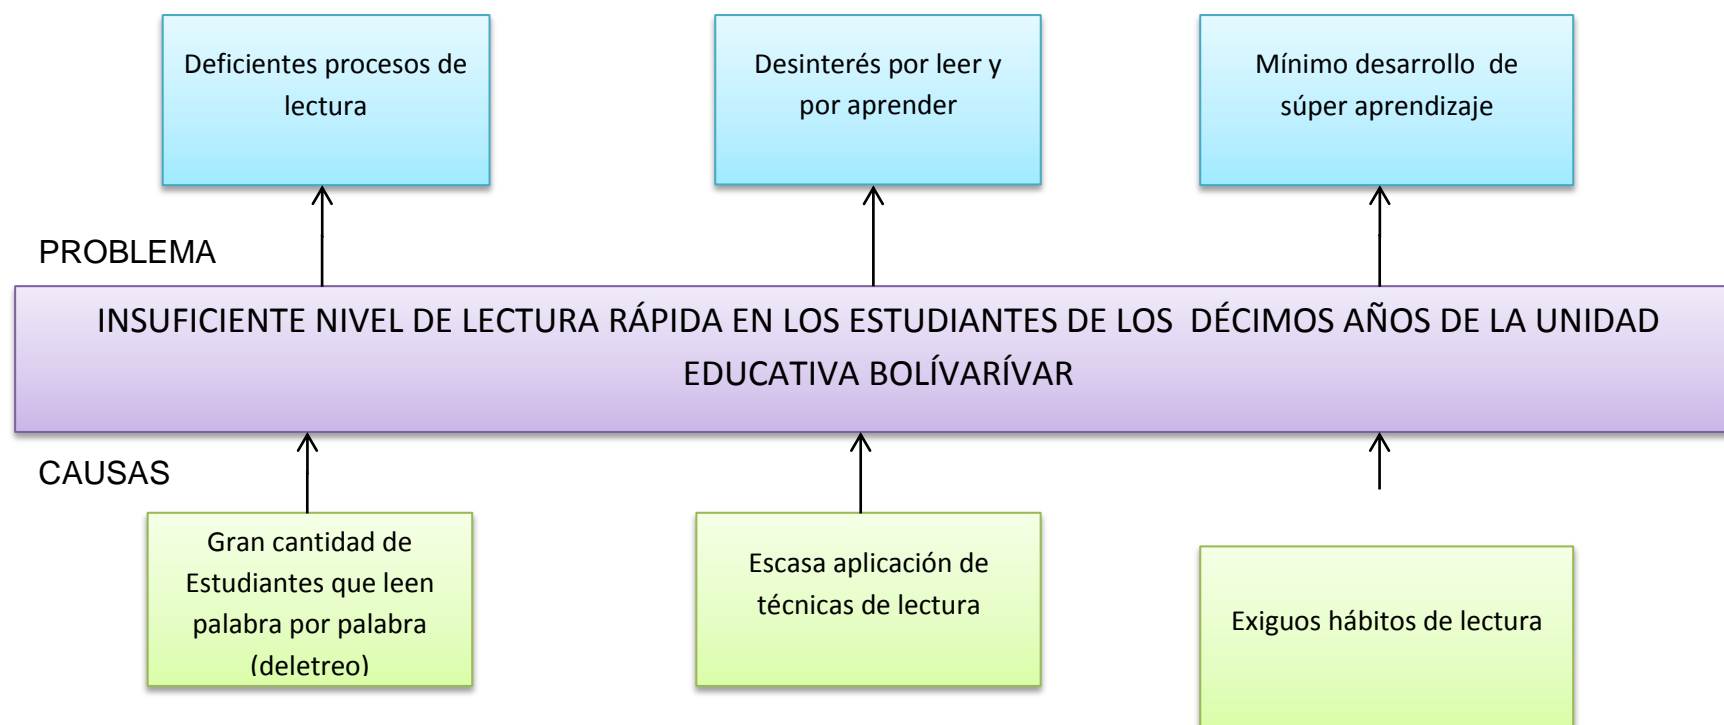 Deficientes procesos de
lectura
Desinterés por leer y
por aprender
Mínimo desarrollo  de
súper aprendizaje
PROBLEMA
INSUFICIENTE NIVEL DE LECTURA RÁPIDA EN LOS ESTUDIANTES DE LOS  DÉCIMOS AÑOS DE LA UNIDAD
EDUCATIVA BOLÍVARÍVAR
CAUSAS
Gran cantidad de
Estudiantes que leen
palabra por palabra
(deletreo)
Escasa aplicación de
técnicas de lectura
Exiguos hábitos de lectura